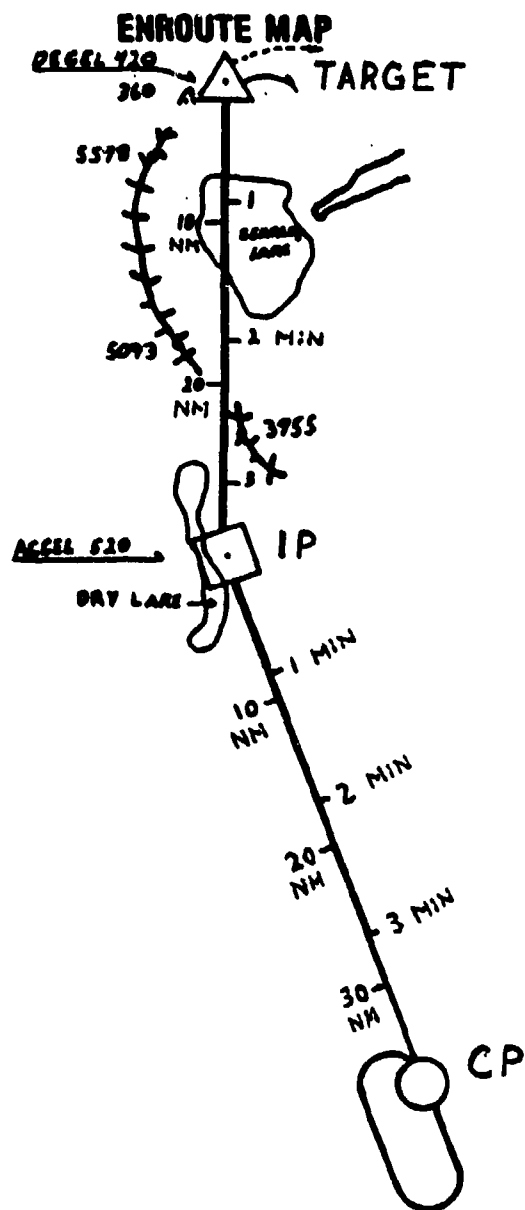 ENROUTE MAP
DECEL 420
TARGET
360
5578
1
10
NM
LAKE
2 MIN
5093
20
NM
3955
3
IP
ACCEL 520
DRY LAKE
1 MIN
10
NM
2 MIN
20
NM
3 MIN
30
NM
CP